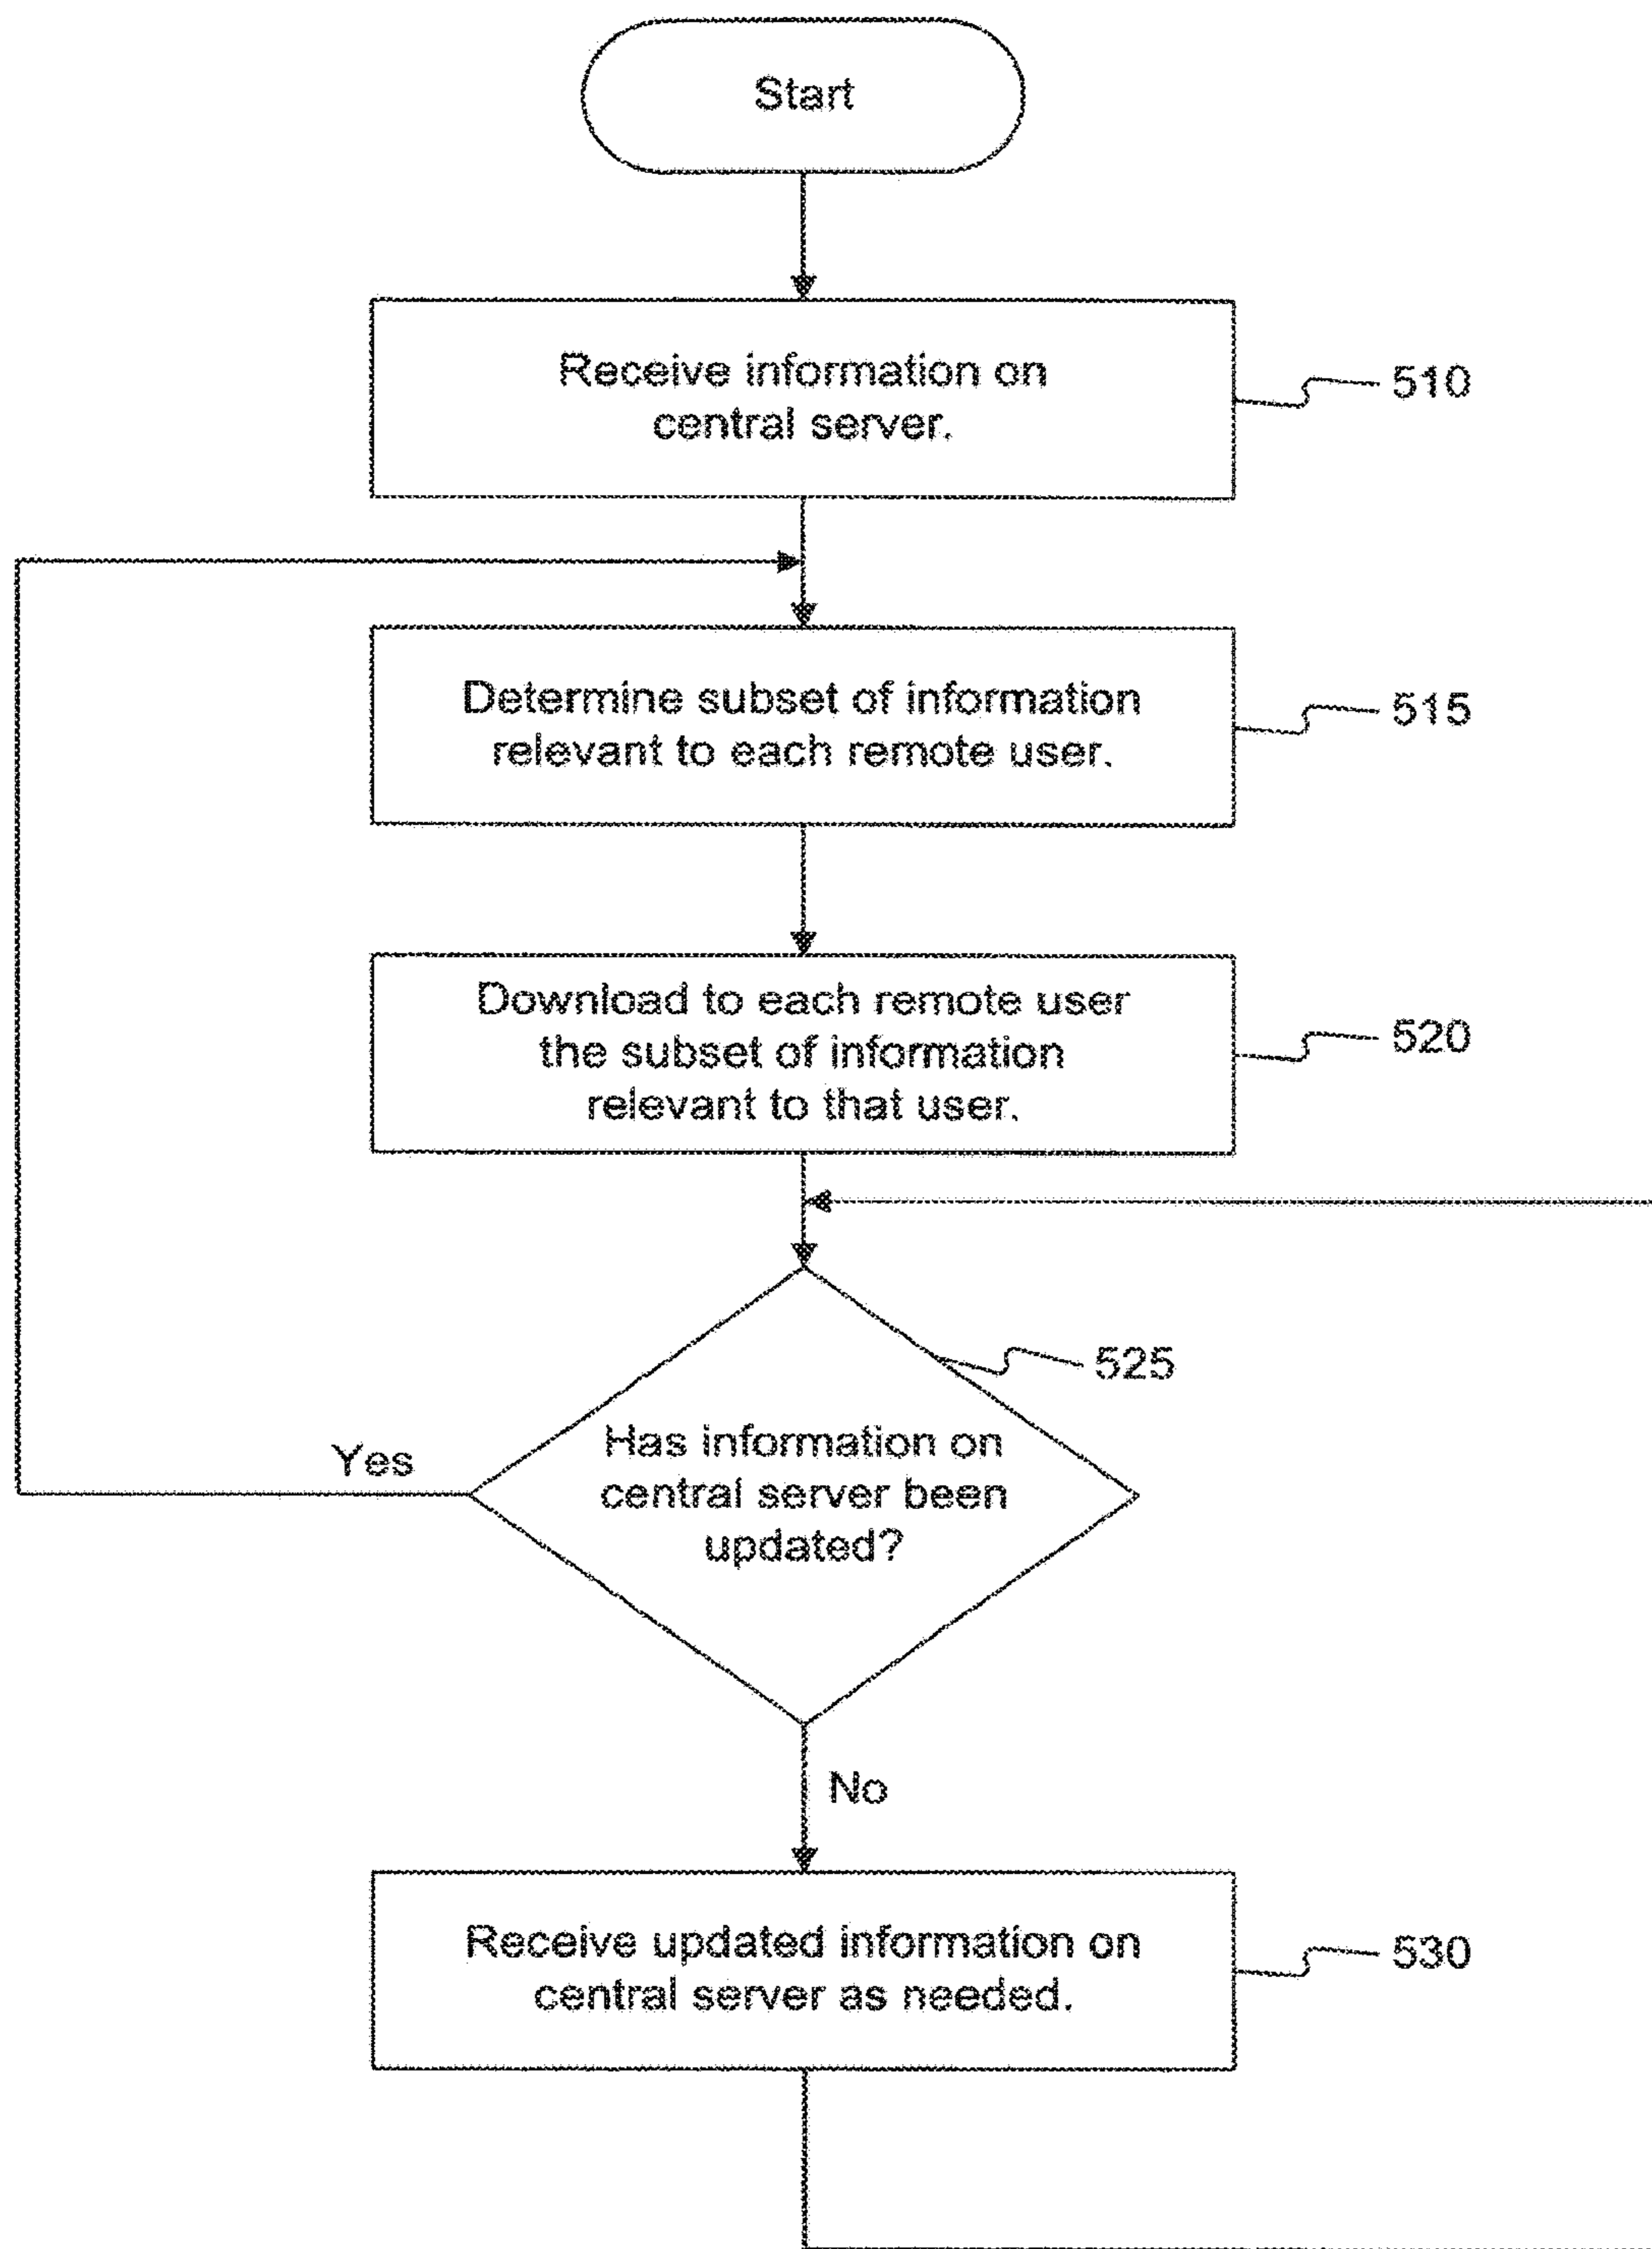 Start
Receive information on
central server.
510
Determine subset of information
relevant to each remote user.
515
Download to each remote user
the subset of information
relevant to that user.
520
525
Has information on
central server been
updated?
Yes
No
Receive updated information on
central server as needed.
530